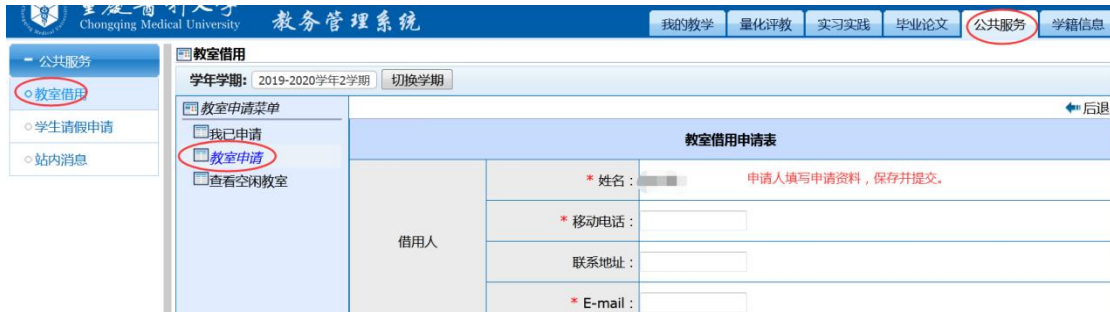 重庆医科大学
Chongqing Medical University
教务管理系统
我的教学 量化评教 实习实践 毕业论文 公共服务 学籍信息
公共服务
教室借用
学生请假申请
站内消息
教室借用
学年学期: 2019-2020学年2学期 切换学期
教室申请菜单
我已申请
教室申请
查看空闲教室
后退
教室借用申请表
借用人
* 姓名: 申请人填写申请资料,保存并提交。
* 移动电话:
联系地址:
* E-mail: